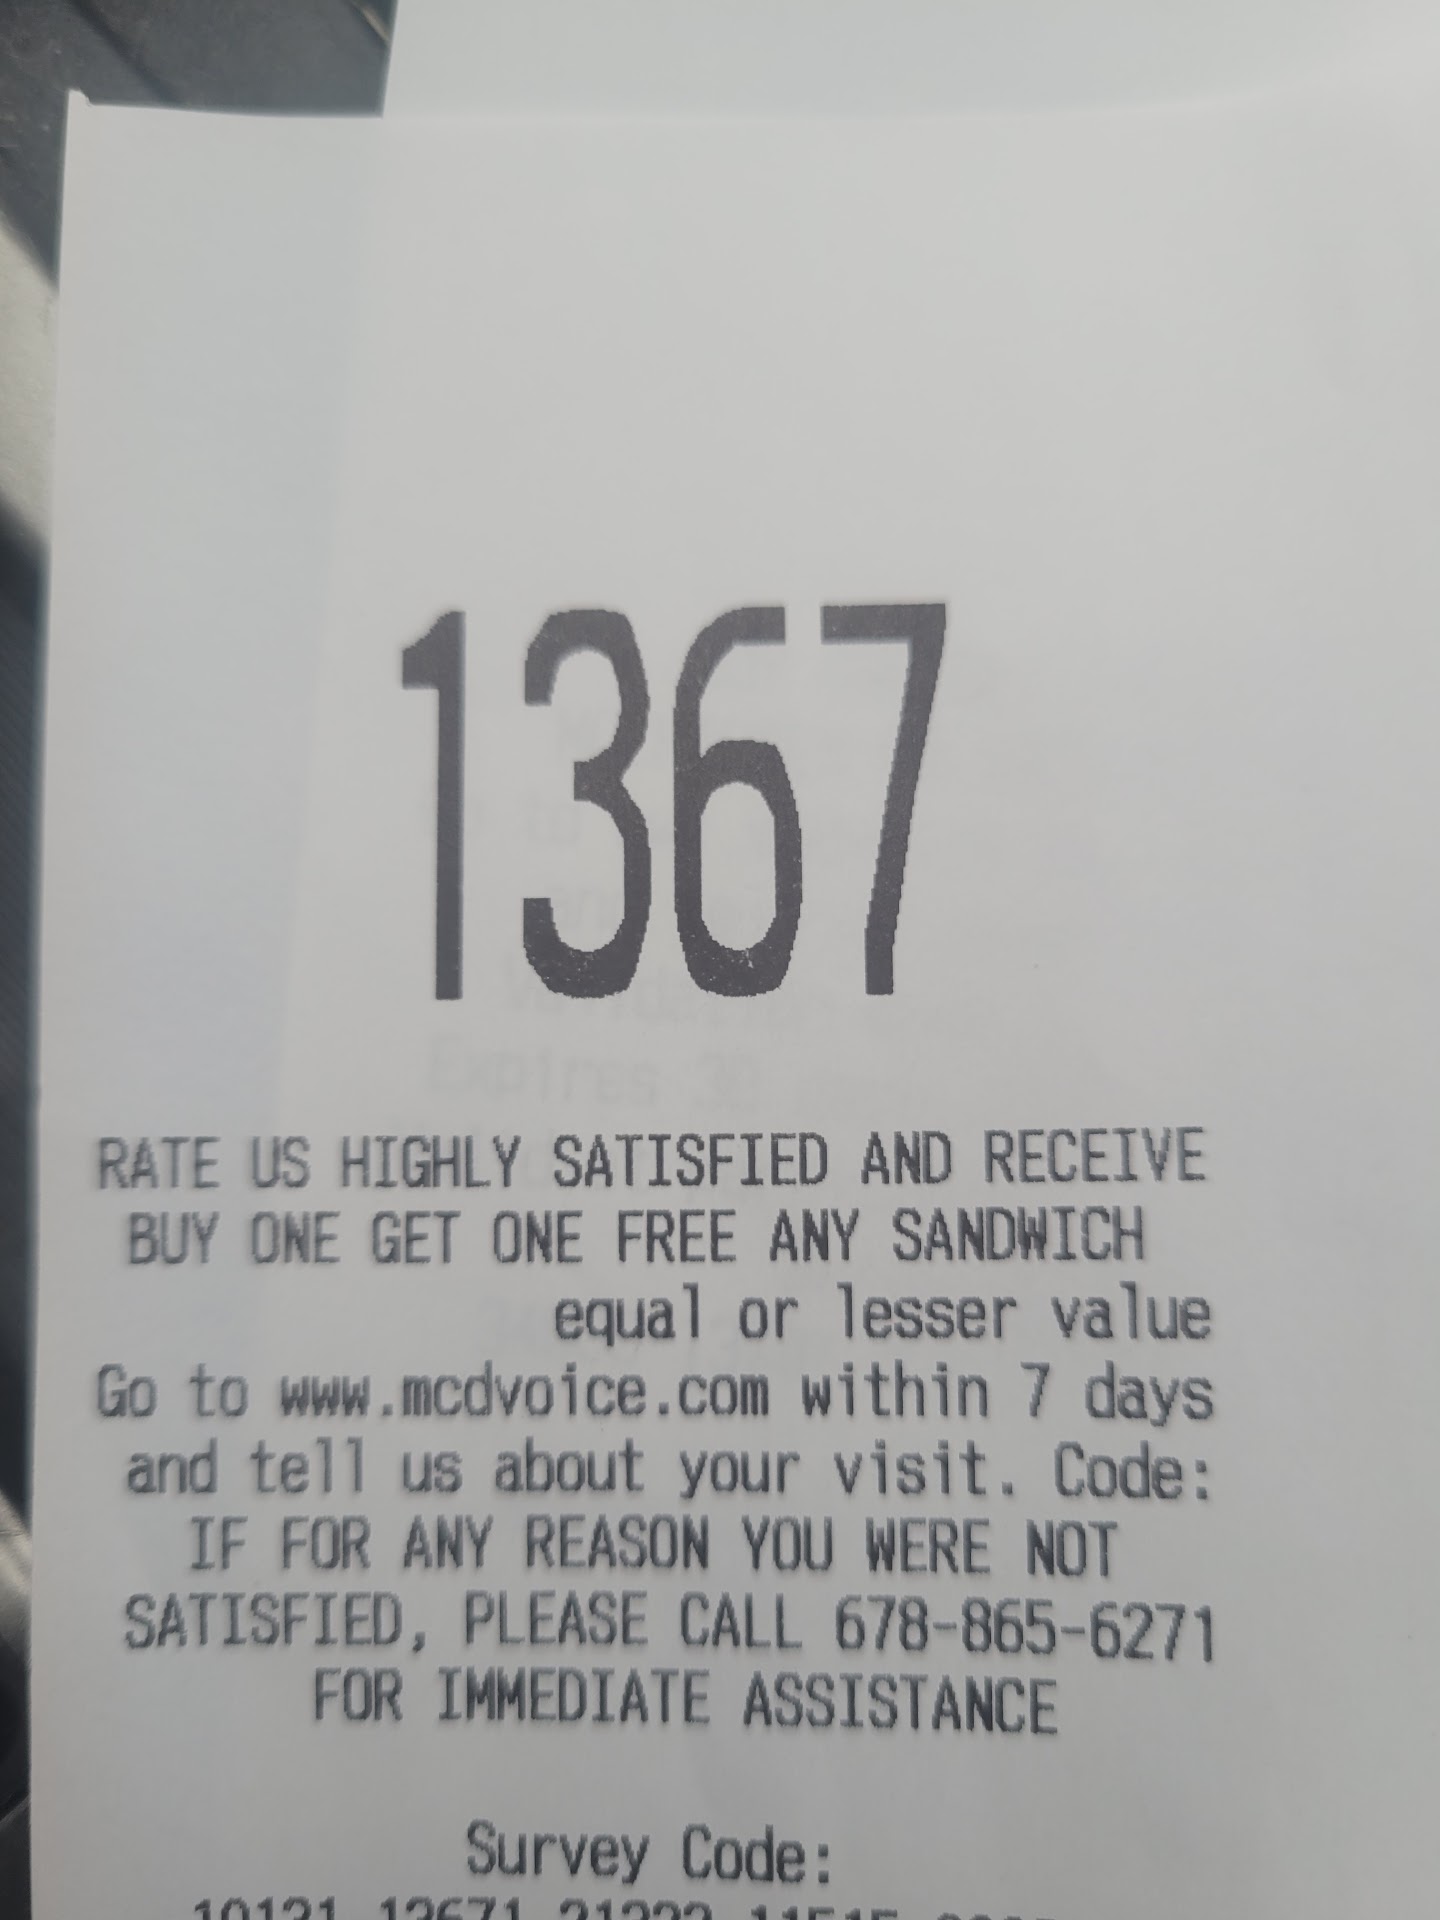 1367
RATE US HIGHLY SATISFIED AND RECEIVE
BUY ONE GET ONE FREE ANY SANDWICH
equal or lesser value
Go to www.mcdvoice.com within 7 days
and tell us about your visit. Code:
IF FOR ANY REASON YOU WERE NOT
SATISFIED, PLEASE CALL 678-865-6271
FOR IMMEDIATE ASSISTANCE
Survey Code: